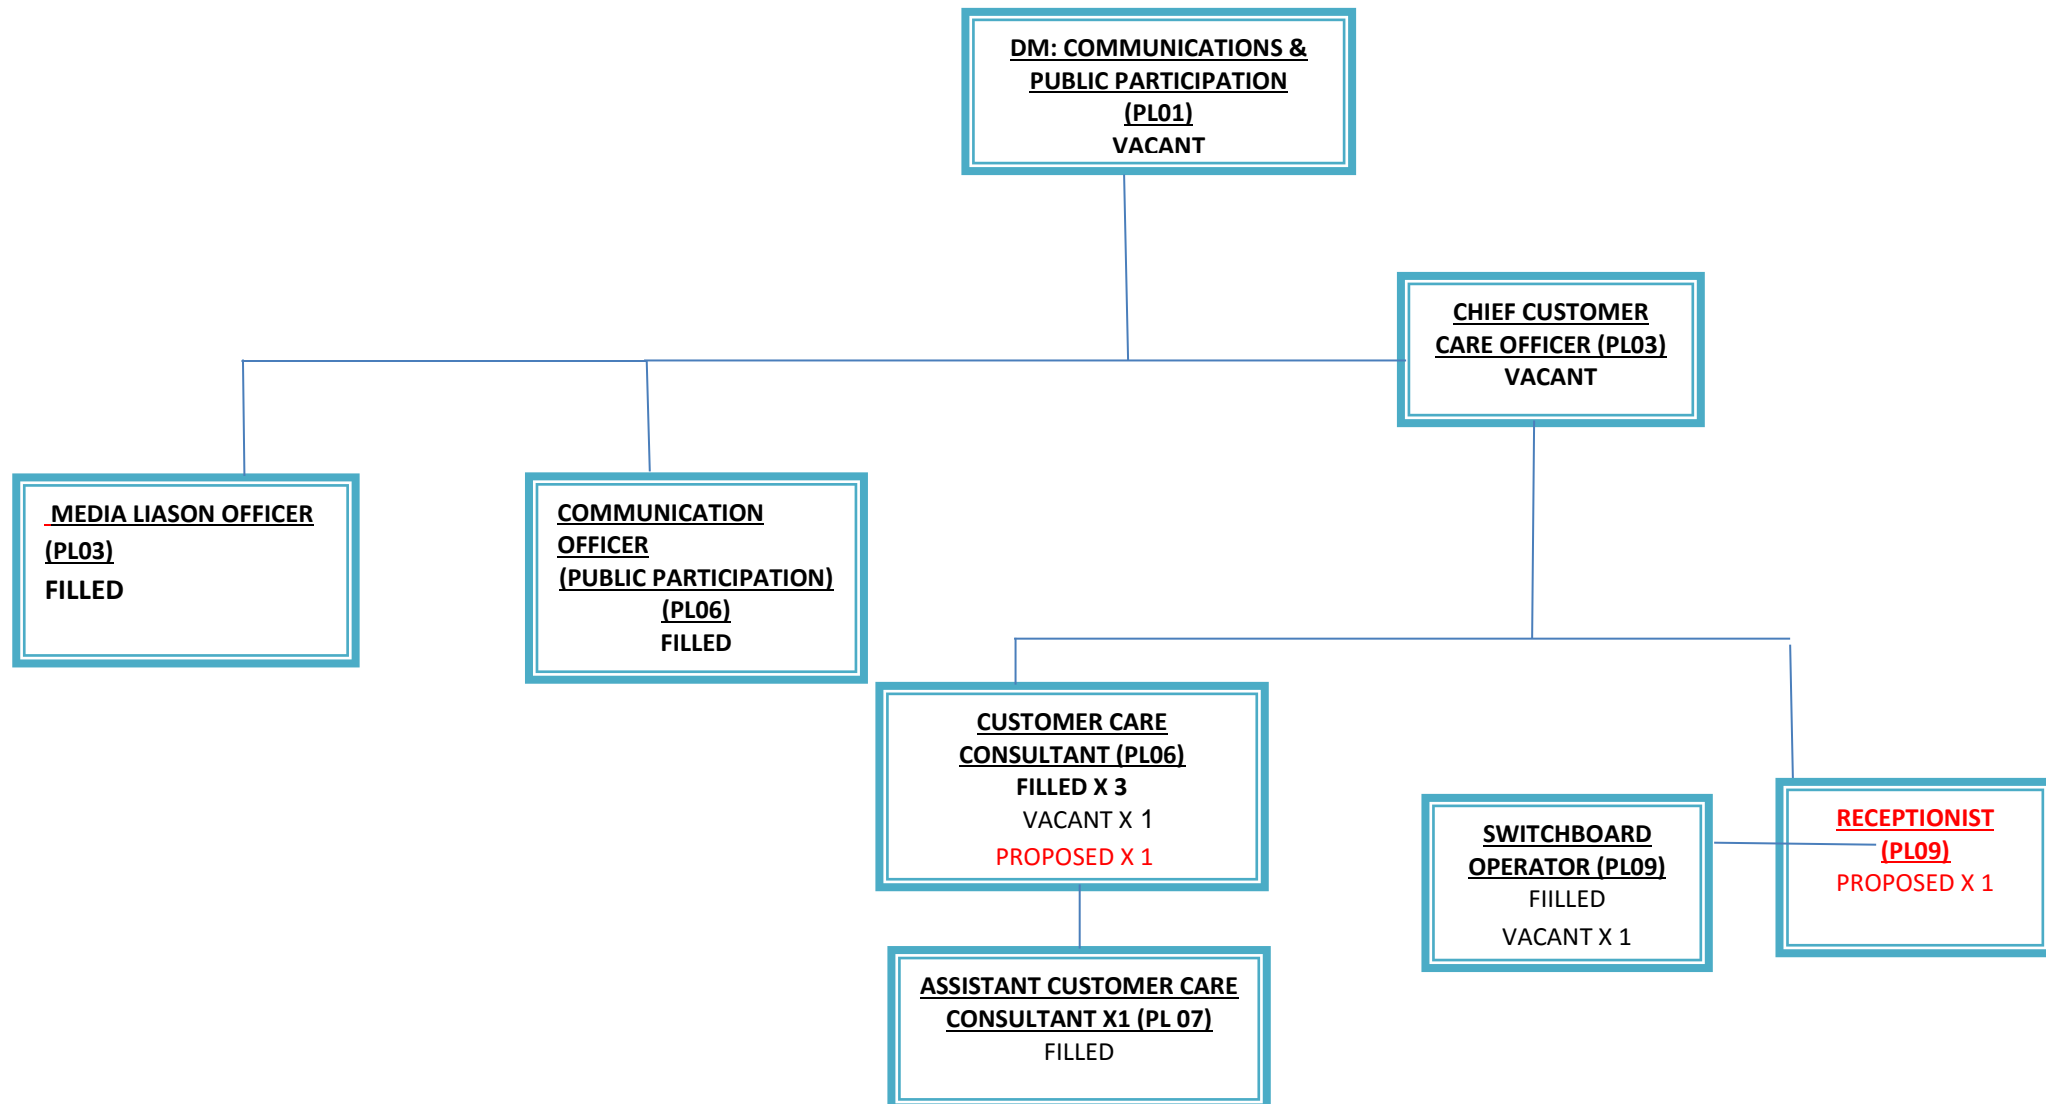 DM: COMMUNICATIONS &
PUBLIC PARTICIPATION
(PL01)
VACANT
CHIEF CUSTOMER
CARE OFFICER (PL03)
VACANT
MEDIA LIASON OFFICER
(PL03)
FILLED
COMMUNICATION
OFFICER
(PUBLIC PARTICIPATION)
(PL06)
FILLED
CUSTOMER CARE
CONSULTANT (PL06)
FILLED X 3
VACANT X 1
PROPOSED X 1
SWITCHBOARD
OPERATOR (PL09)
FIILLED
VACANT X 1
RECEPTIONIST
(PL09)
PROPOSED X 1
ASSISTANT CUSTOMER CARE
CONSULTANT X1 (PL 07)
FILLED